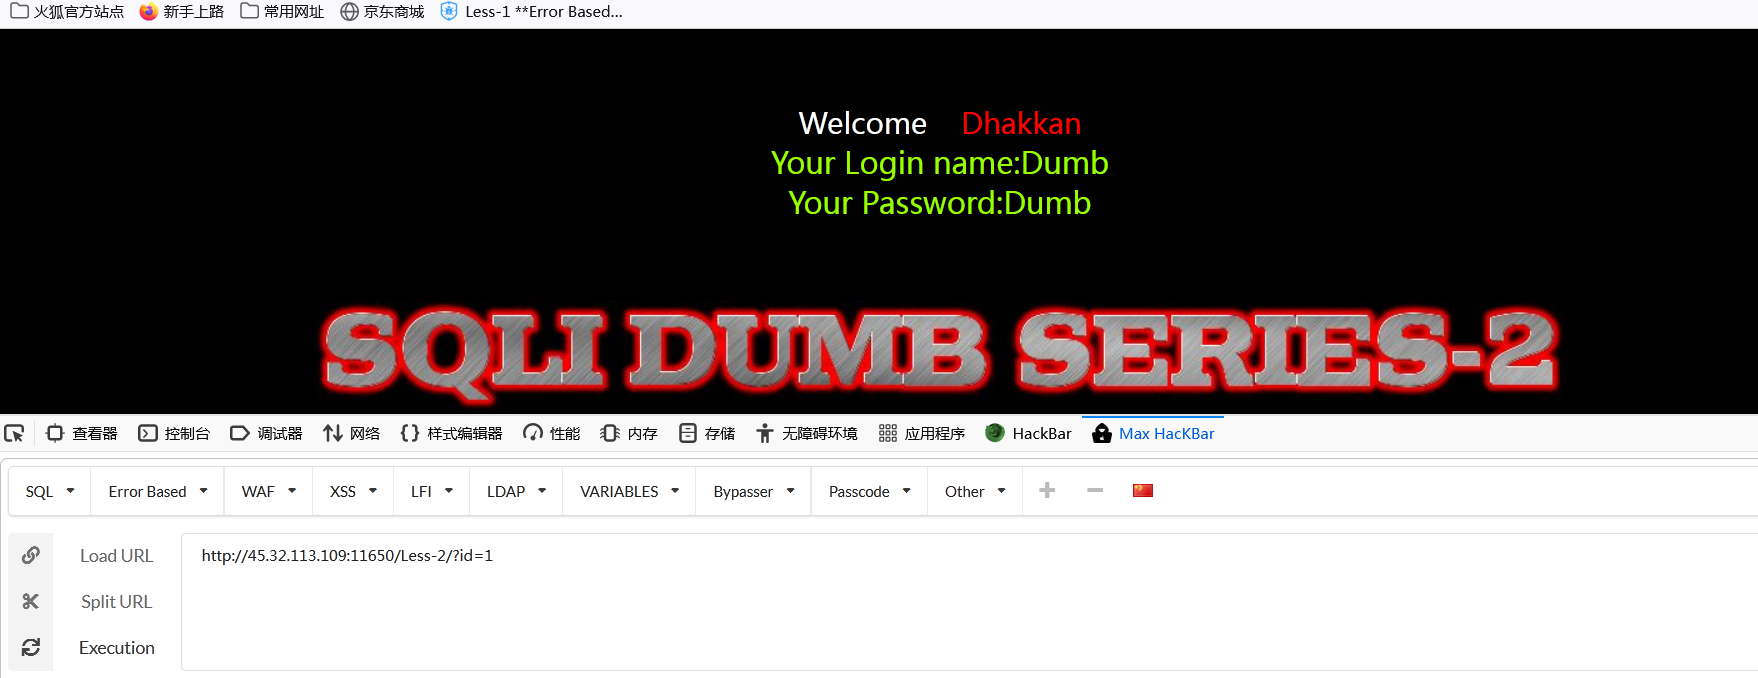 火狐官方站点 新手上路 常用网址 京东商城 Less-1 **Error Based...
Welcome Dhakkan
Your Login name:Dumb
Your Password:Dumb
SQLI DUMB SERIES-2
查看器 控制台 调试器 网络 样式编辑器 性能 内存 存储 无障碍环境 应用程序 HackBar Max HacKBar
SQL Error Based WAF XSS LFI LDAP VARIABLES Bypasser Passcode Other
Load URL http://45.32.113.109:11650/Less-2/?id=1
Split URL
Execution